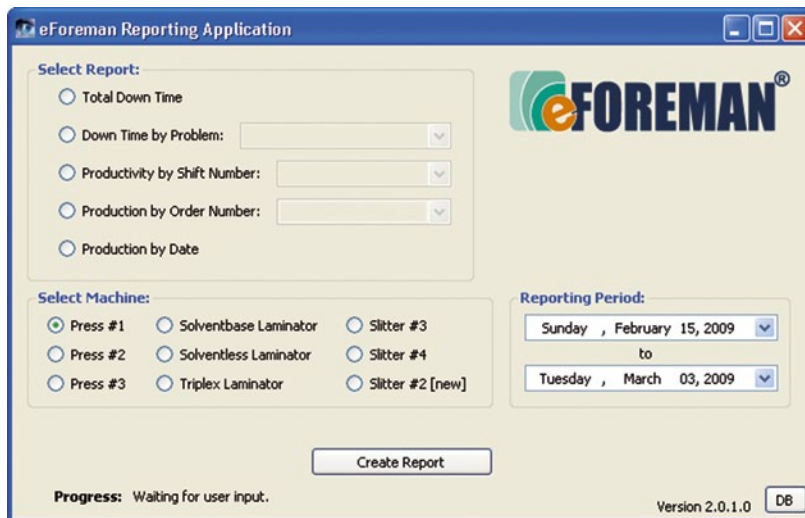 eForeman Reporting Application
Select Report:
Total Down Time
Down Time by Problem:
Productivity by Shift Number:
Production by Order Number:
Production by Date
eFOREMAN®
Select Machine:
Press #1 Solventbase Laminator Slitter #3
Press #2 Solventless Laminator Slitter #4
Press #3 Triplex Laminator Slitter #2 [new]
Reporting Period:
Sunday , February 15, 2009
to
Tuesday , March 03, 2009
Create Report
Progress: Waiting for user input.
Version 2.0.1.0 DB